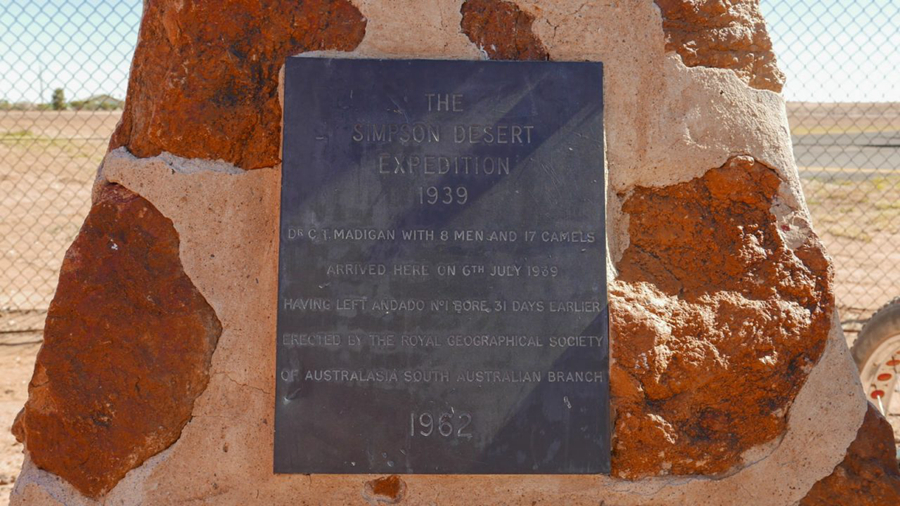 THE
SIMPSON DESERT
EXPEDITION
1939
DR C.T. MADIGAN WITH 8 MEN AND 17 CAMELS
ARRIVED HERE ON 6TH JULY 1939
HAVING LEFT ANDADO NO1 BORE 31 DAYS EARLIER
ERECTED BY THE ROYAL GEOGRAPHICAL SOCIETY
OF AUSTRALASIA SOUTH AUSTRALIAN BRANCH
1962